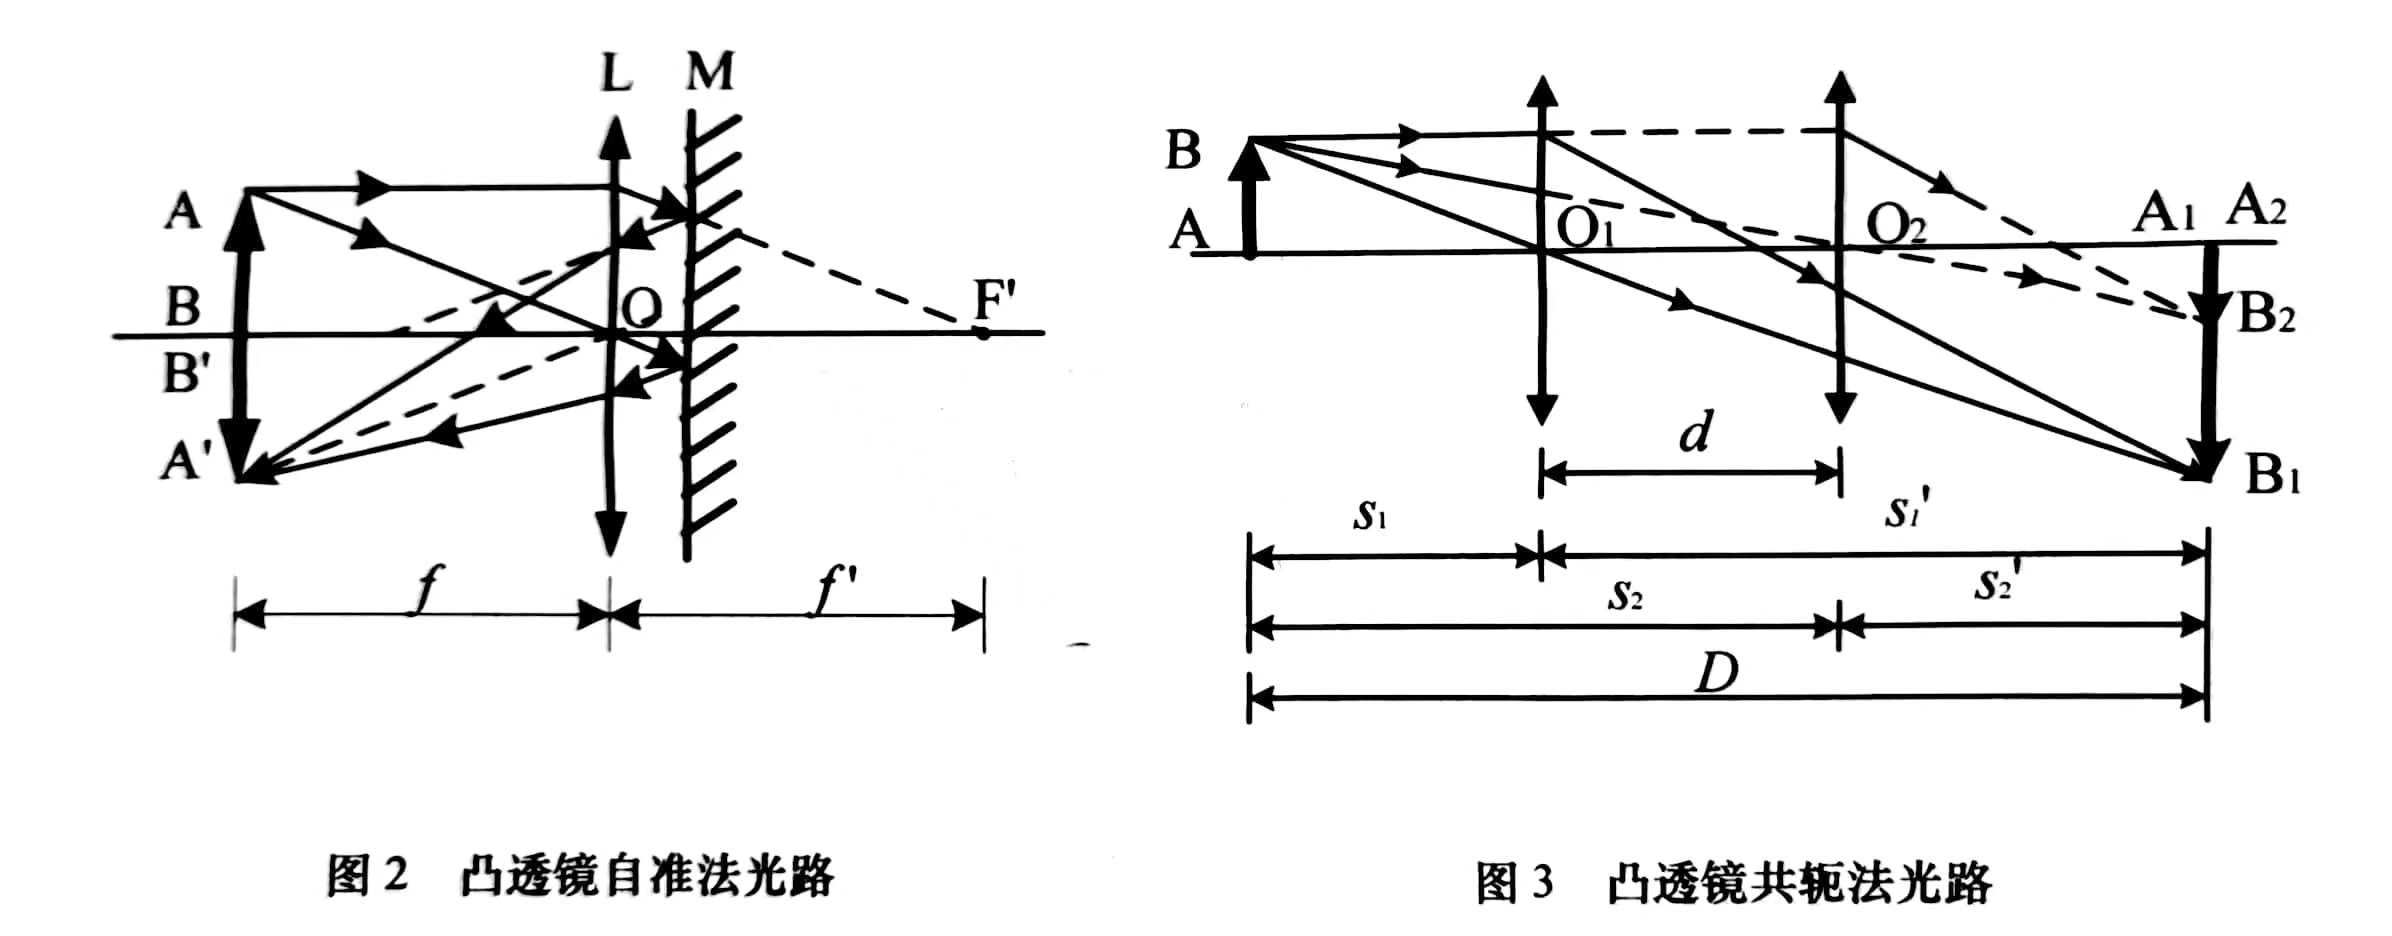 L M
A
B
O
F'
B'
A'
f
f'
图 2 凸透镜自准法光路
B
A
O1
O2
A1 A2
B2
B1
d
s1
s1'
s2
s2'
D
图 3 凸透镜共轭法光路